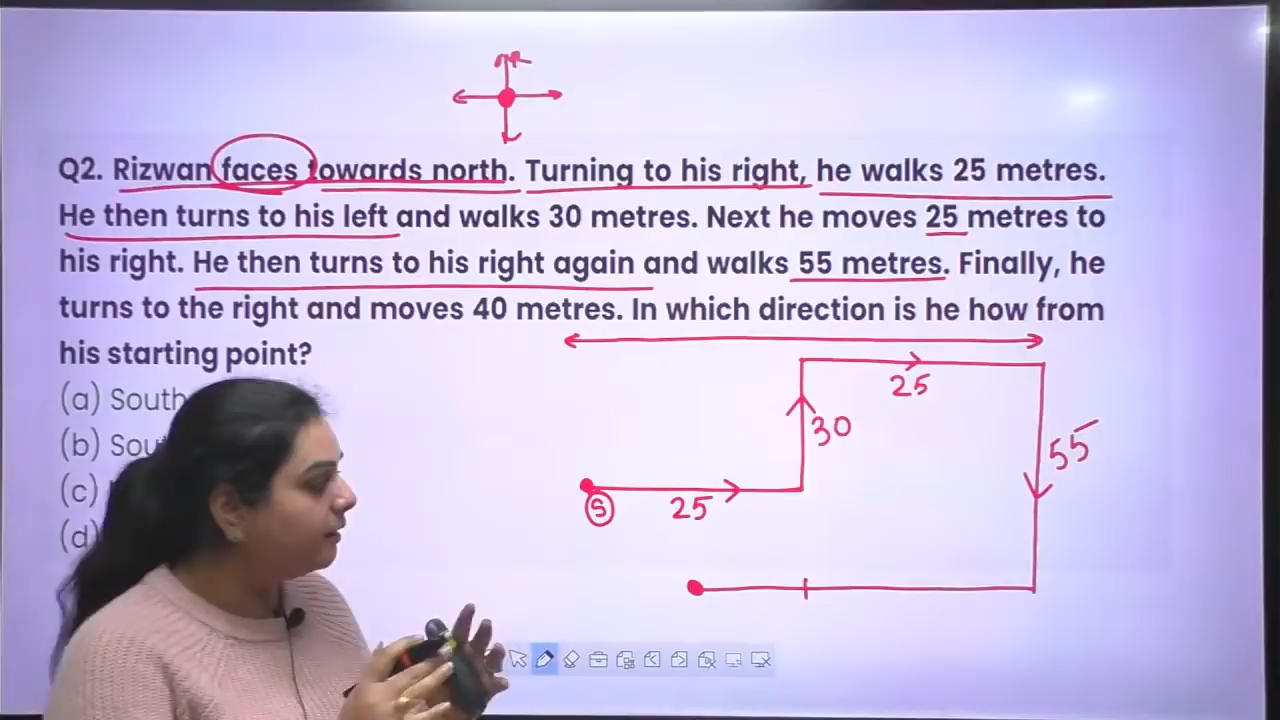 Q2. Rizwan faces towards north. Turning to his right, he walks 25 metres.
He then turns to his left and walks 30 metres. Next he moves 25 metres to
his right. He then turns to his right again and walks 55 metres. Finally, he
turns to the right and moves 40 metres. In which direction is he how from
his starting point?
(a) South
(b)
(c)
(d)
25
30
55
S
25